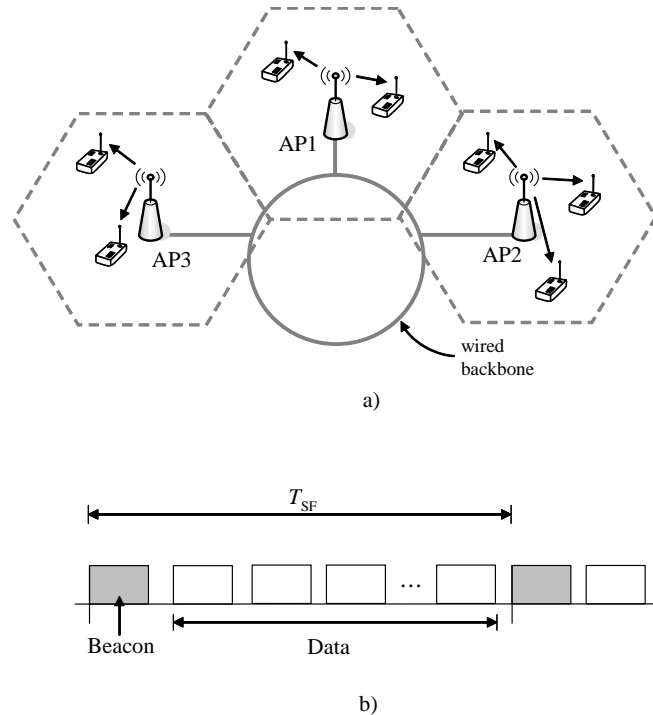 AP1
AP3
AP2
wired
backbone
a)
T_SF
...
Beacon
Data
b)